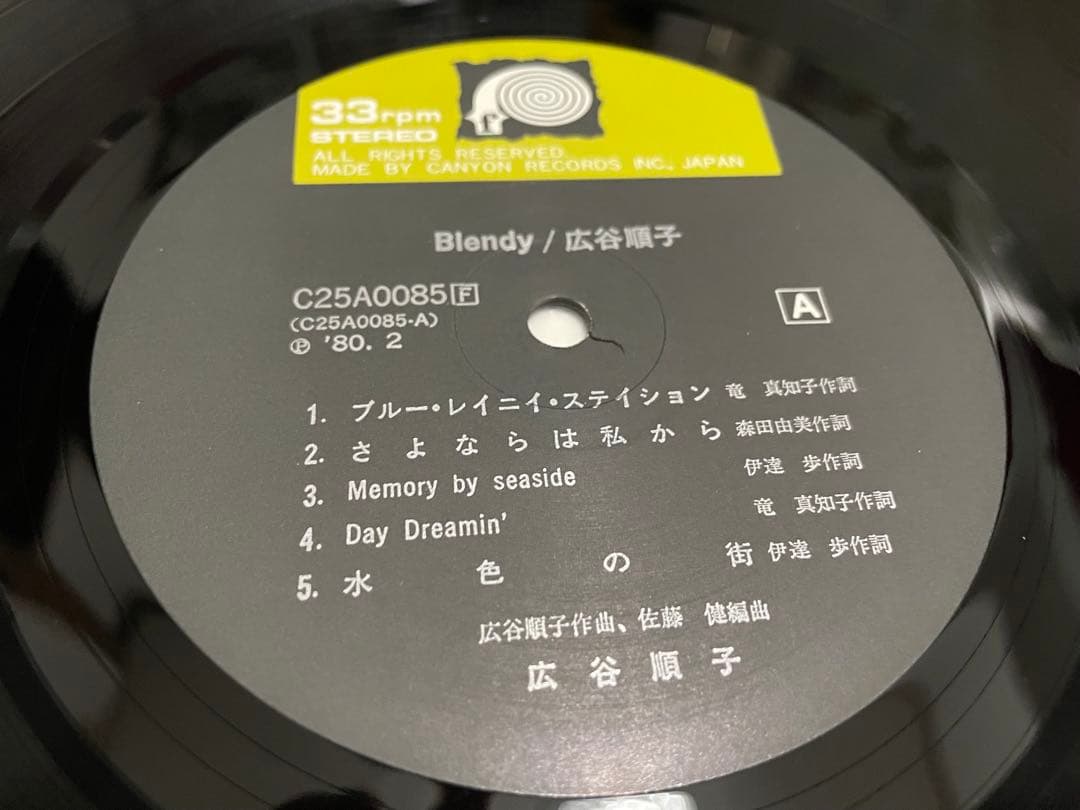 33rpm
STEREO
ALL RIGHTS RESERVED.
MADE BY CANYON RECORDS INC., JAPAN
Blendy / 広谷順子
C25A0085 F
(C25A0085-A)
Ⓟ '80. 2
A
1. ブルー・レイニイ・ステイション 竜 真知子作詞
2. さよならは私から 森田由美作詞
3. Memory by seaside 伊達 歩作詞
4. Day Dreamin' 竜 真知子作詞
5. 水色の街 伊達 歩作詞
広谷順子作曲、佐藤 健編曲
広谷順子